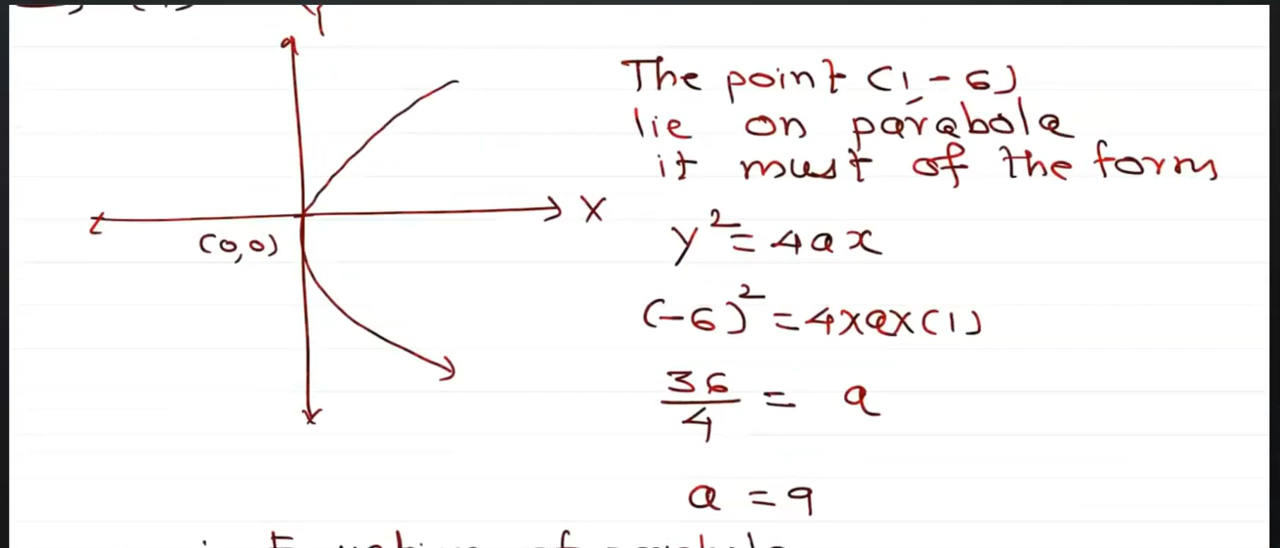 Y
X
(0,0)
The point (1,-6)
lie on parabola
it must of the form
y² = 4ax
(-6)² = 4×a×(1)
36/4 = a
a = 9